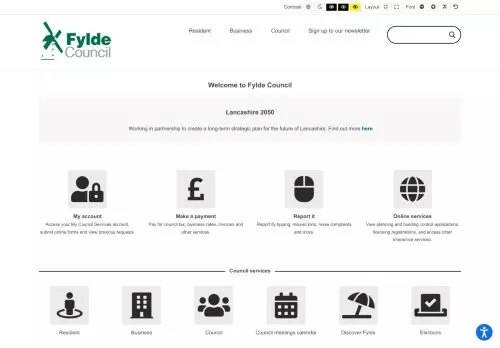 Contrast
Layout
Font
Fylde
Council
Resident
Business
Council
Sign up to our newsletter
Welcome to Fylde Council
Lancashire 2050
Working in partnership to create a long-term strategic plan for the future of Lancashire. Find out more here
My account
Access your My Council Services account,
submit online forms and view previous requests.
Make a payment
Pay for council tax, business rates, invoices and
other services.
Report it
Report fly tipping, missed bins, noise complaints
and more.
Online services
View planning and building control applications,
licensing registrations, and access other
interactive services.
Council services
Resident
Business
Council
Council meetings calendar
Discover Fylde
Elections